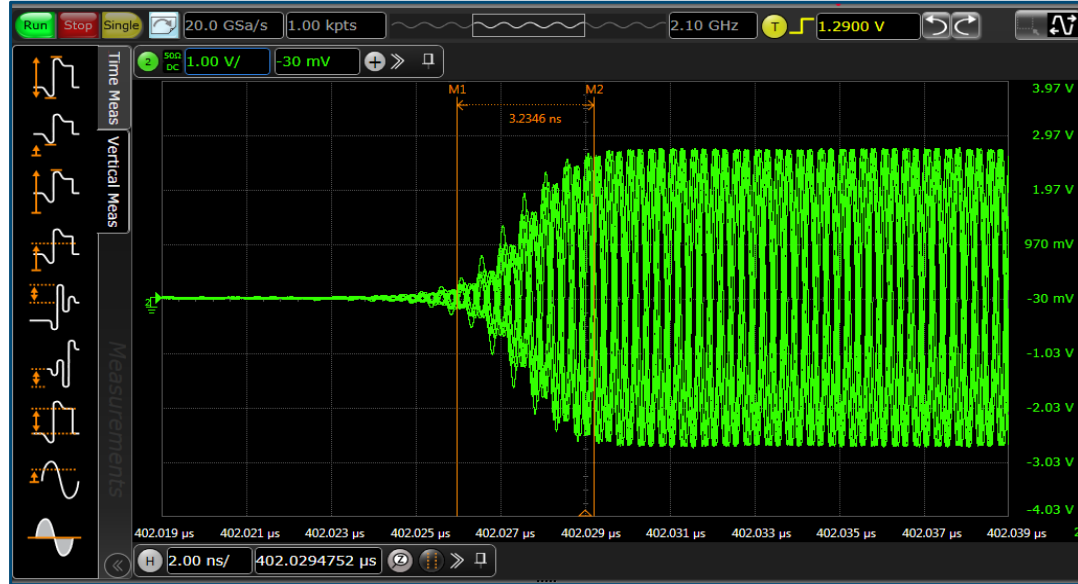 Run Stop Single 20.0 GSa/s 1.00 kpts 2.10 GHz T 1.2900 V
2 50Ω DC 1.00 V/ -30 mV
Time Meas
Vertical Meas
Measurements
M1 M2
3.2346 ns
3.97 V
2.97 V
1.97 V
970 mV
-30 mV
-1.03 V
-2.03 V
-3.03 V
-4.03 V
2
402.019 µs 402.021 µs 402.023 µs 402.025 µs 402.027 µs 402.029 µs 402.031 µs 402.033 µs 402.035 µs 402.037 µs 402.039 µs 2
H 2.00 ns/ 402.0294752 µs Z